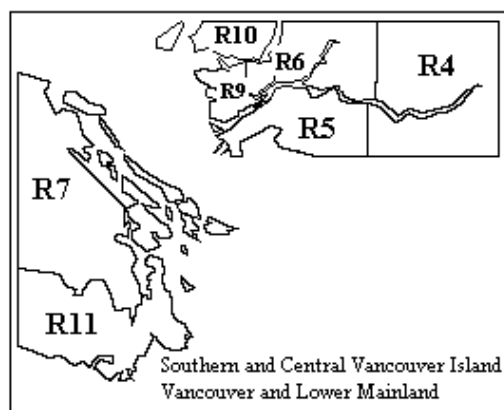 R10
R6
R4
R9
R5
R7
R11
Southern and Central Vancouver Island
Vancouver and Lower Mainland